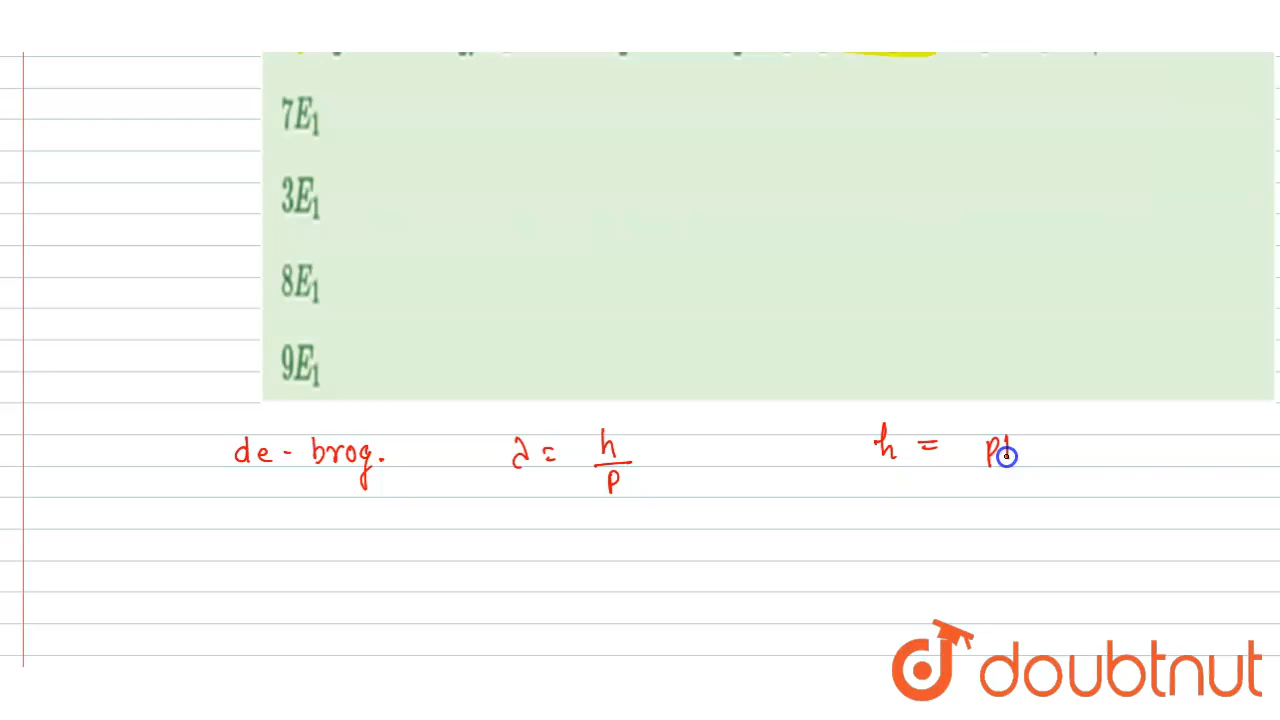 7E₁
3E₁
8E₁
9E₁
de - brog. λ = h/p h = p
doubtnut